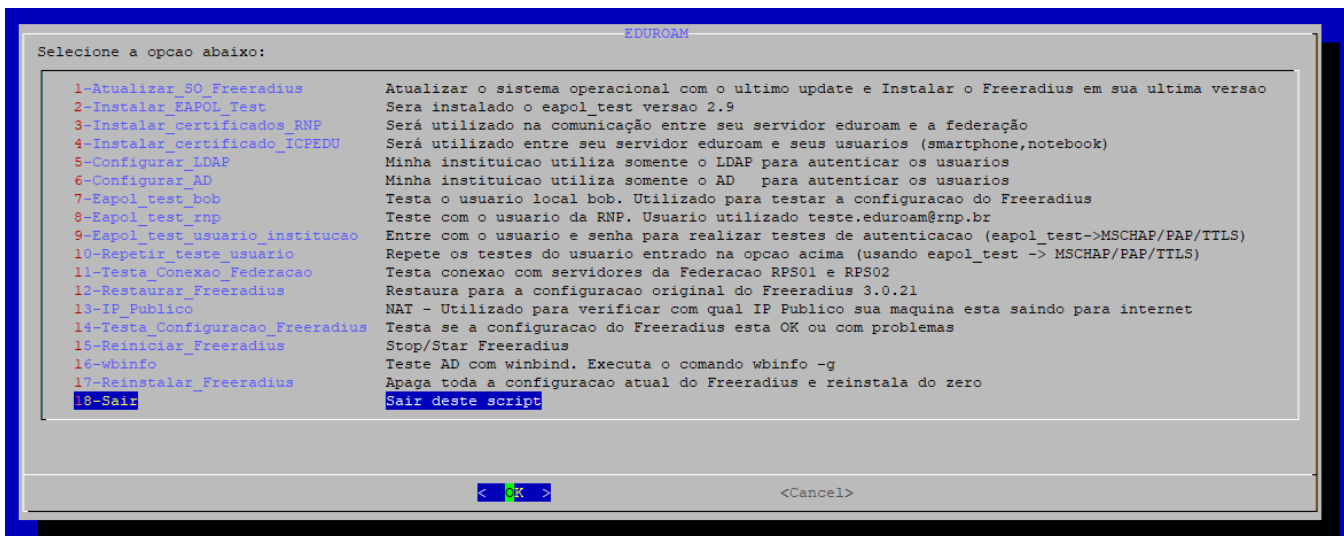 EDUROAM
Selecione a opcao abaixo:
1-Atualizar_SO_Freeradius Atualizar o sistema operacional com o ultimo update e Instalar o Freeradius em sua ultima versao
2-Instalar_EAPOL_Test Sera instalado o eapol_test versao 2.9
3-Instalar_certificados_RNP Será utilizado na comunicação entre seu servidor eduroam e a federação
4-Instalar_certificado_ICPEDU Será utilizado entre seu servidor eduroam e seus usuarios (smartphone,notebook)
5-Configurar_LDAP Minha instituicao utiliza somente o LDAP para autenticar os usuarios
6-Configurar_AD Minha instituicao utiliza somente o AD para autenticar os usuarios
7-Eapol_test_bob Testa o usuario local bob. Utilizado para testar a configuracao do Freeradius
8-Eapol_test_rnp Teste com o usuario da RNP. Usuario utilizado teste.eduroam@rnp.br
9-Eapol_test_usuario_institucao Entre com o usuario e senha para realizar testes de autenticacao (eapol_test->MSCHAP/PAP/TTLS)
10-Repetir_teste_usuario Repete os testes do usuario entrado na opcao acima (usando eapol_test -> MSCHAP/PAP/TTLS)
11-Testa_Conexao_Federacao Testa conexao com servidores da Federacao RPS01 e RPS02
12-Restaurar_Freeradius Restaura para a configuracao original do Freeradius 3.0.21
13-IP_Publico NAT - Utilizado para verificar com qual IP Publico sua maquina esta saindo para internet
14-Testa_Configuracao_Freeradius Testa se a configuracao do Freeradius esta OK ou com problemas
15-Reiniciar_Freeradius Stop/Star Freeradius
16-wbinfo Teste AD com winbind. Executa o comando wbinfo -g
17-Reinstalar_Freeradius Apaga toda a configuracao atual do Freeradius e reinstala do zero
18-Sair Sair deste script
< OK > <Cancel>